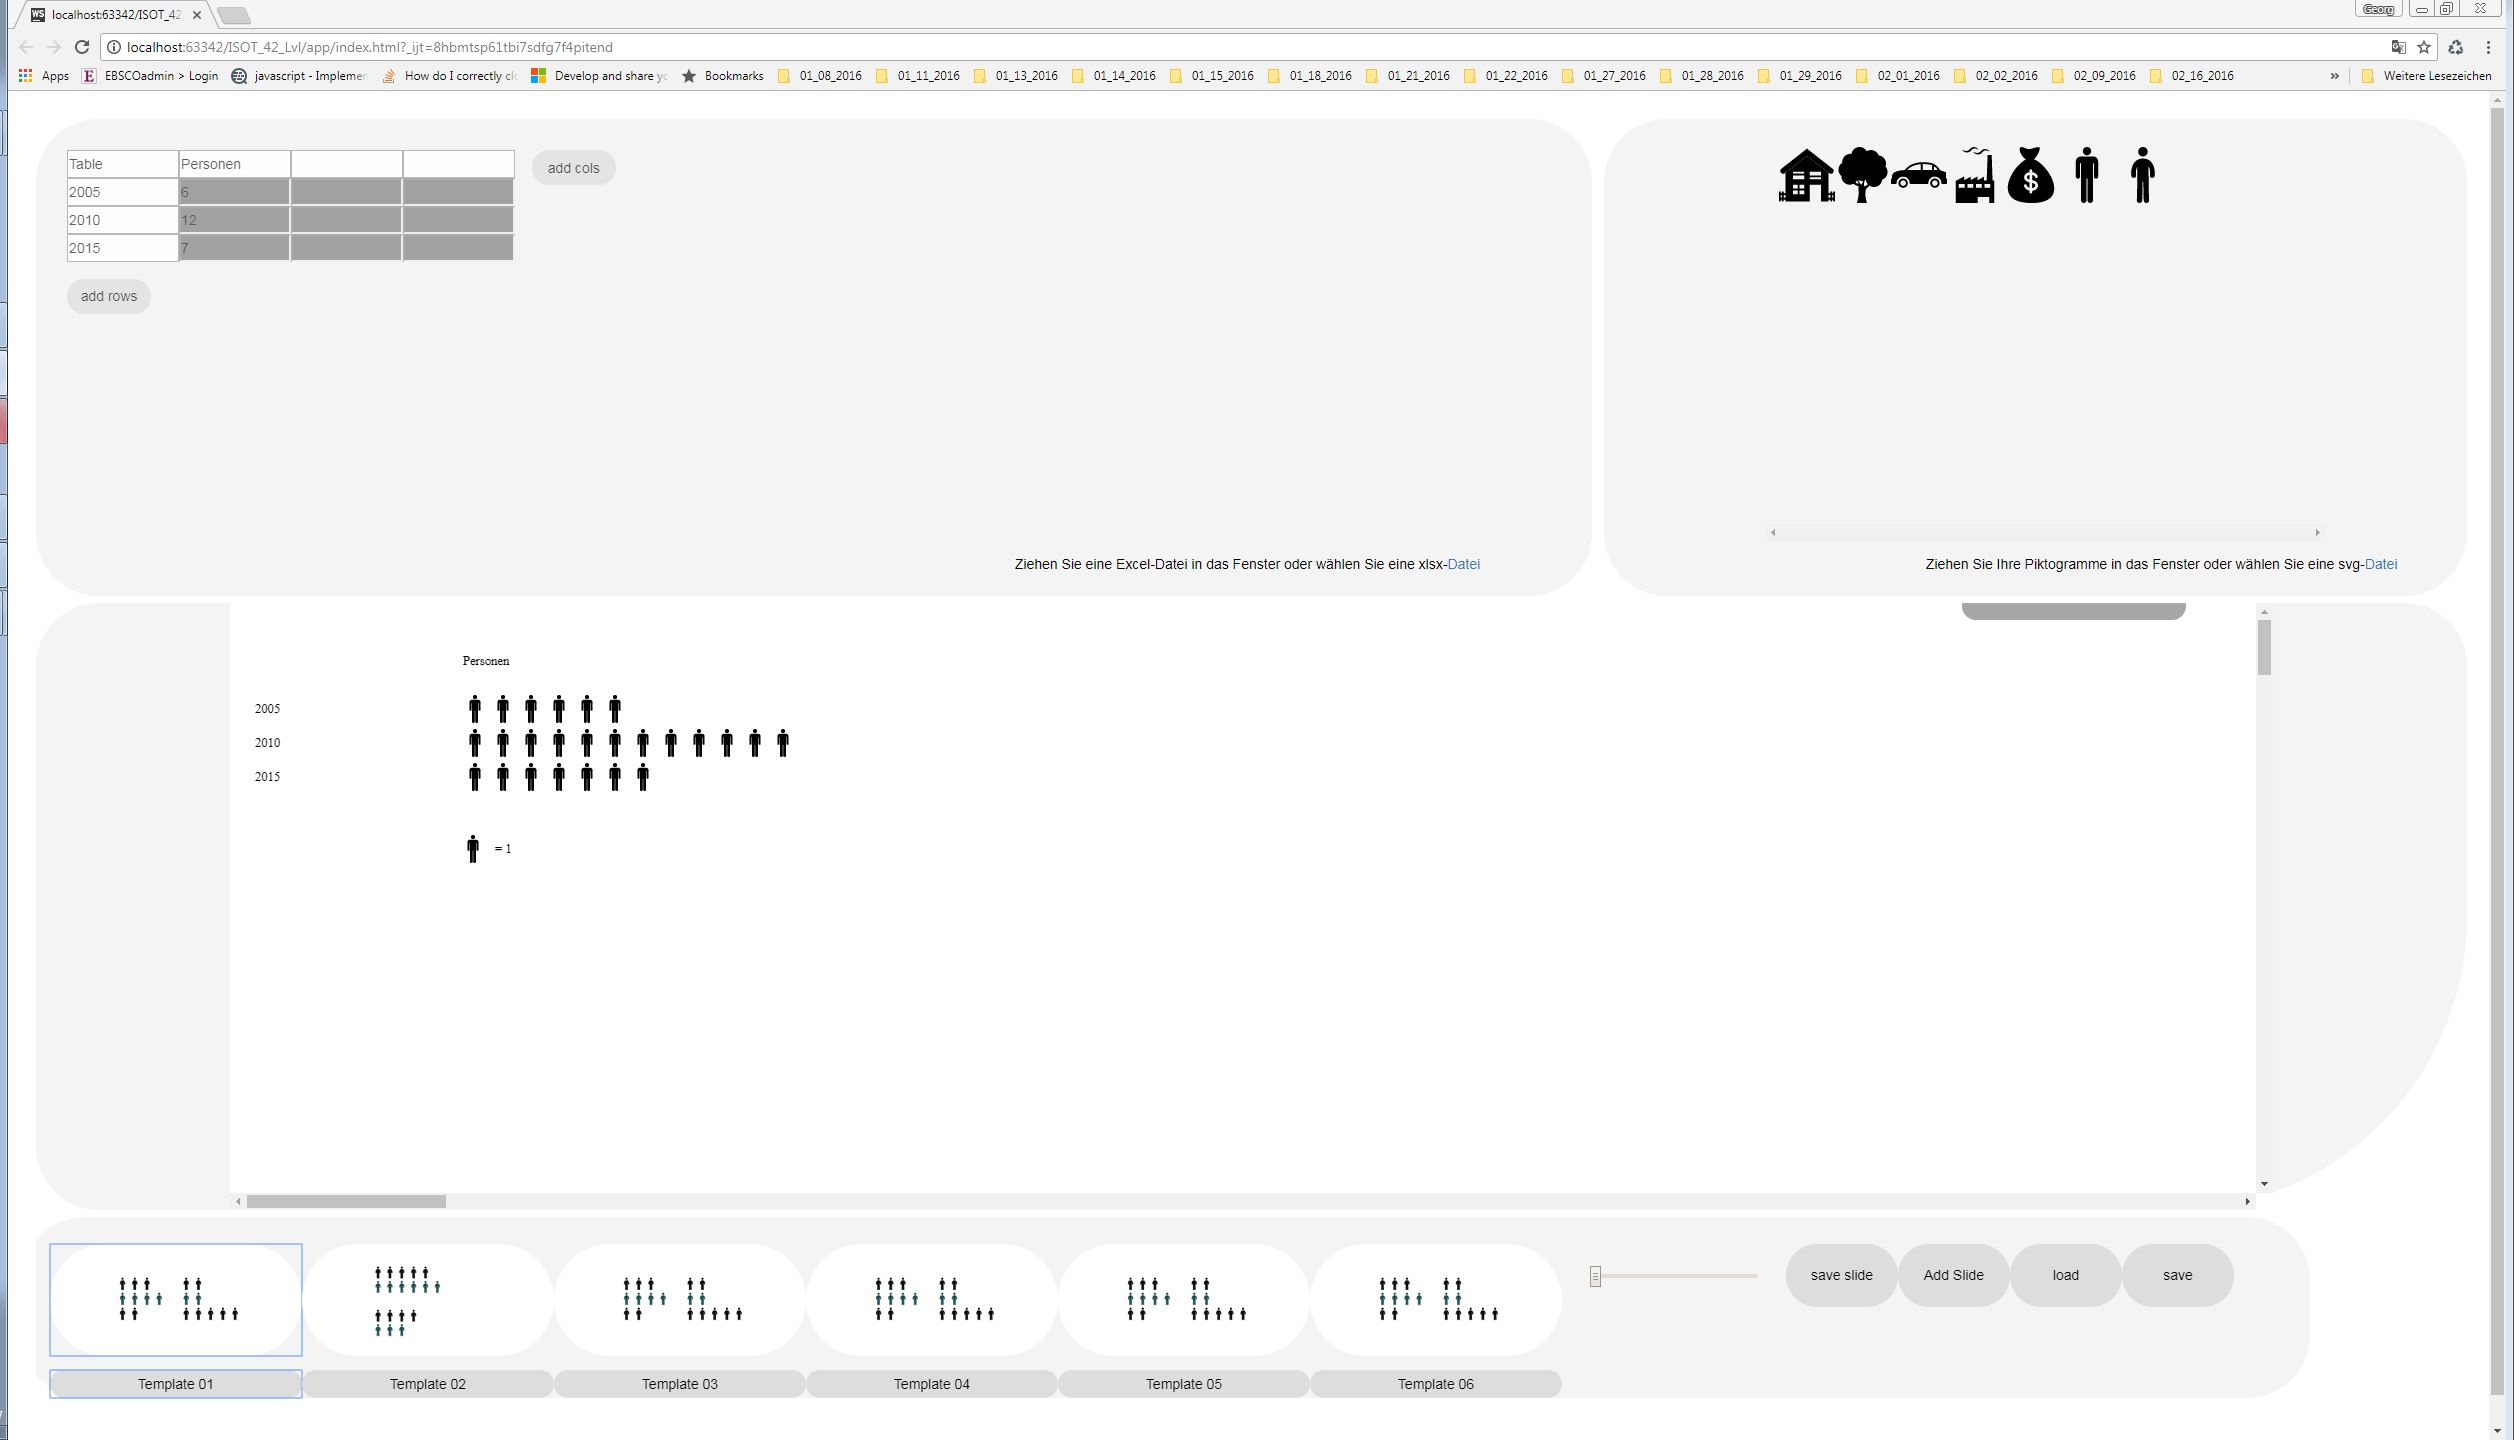 localhost:63342/ISOT_42
Georg
localhost:63342/ISOT_42_Lvl/app/index.html?_ijt=8hbmtsp61tbi7sdfg7f4pitend
Apps EBSCOadmin > Login javascript - Implemen How do I correctly cl Develop and share yo Bookmarks 01_08_2016 01_11_2016 01_13_2016 01_14_2016 01_15_2016 01_18_2016 01_21_2016 01_22_2016 01_27_2016 01_28_2016 01_29_2016 02_01_2016 02_02_2016 02_09_2016 02_16_2016 » Weitere Lesezeichen
Table Personen
2005 6
2010 12
2015 7
add cols
add rows
Ziehen Sie eine Excel-Datei in das Fenster oder wählen Sie eine xlsx-Datei
$
Ziehen Sie Ihre Piktogramme in das Fenster oder wählen Sie eine svg-Datei
Personen
2005
2010
2015
= 1
save slide Add Slide load save
Template 01 Template 02 Template 03 Template 04 Template 05 Template 06